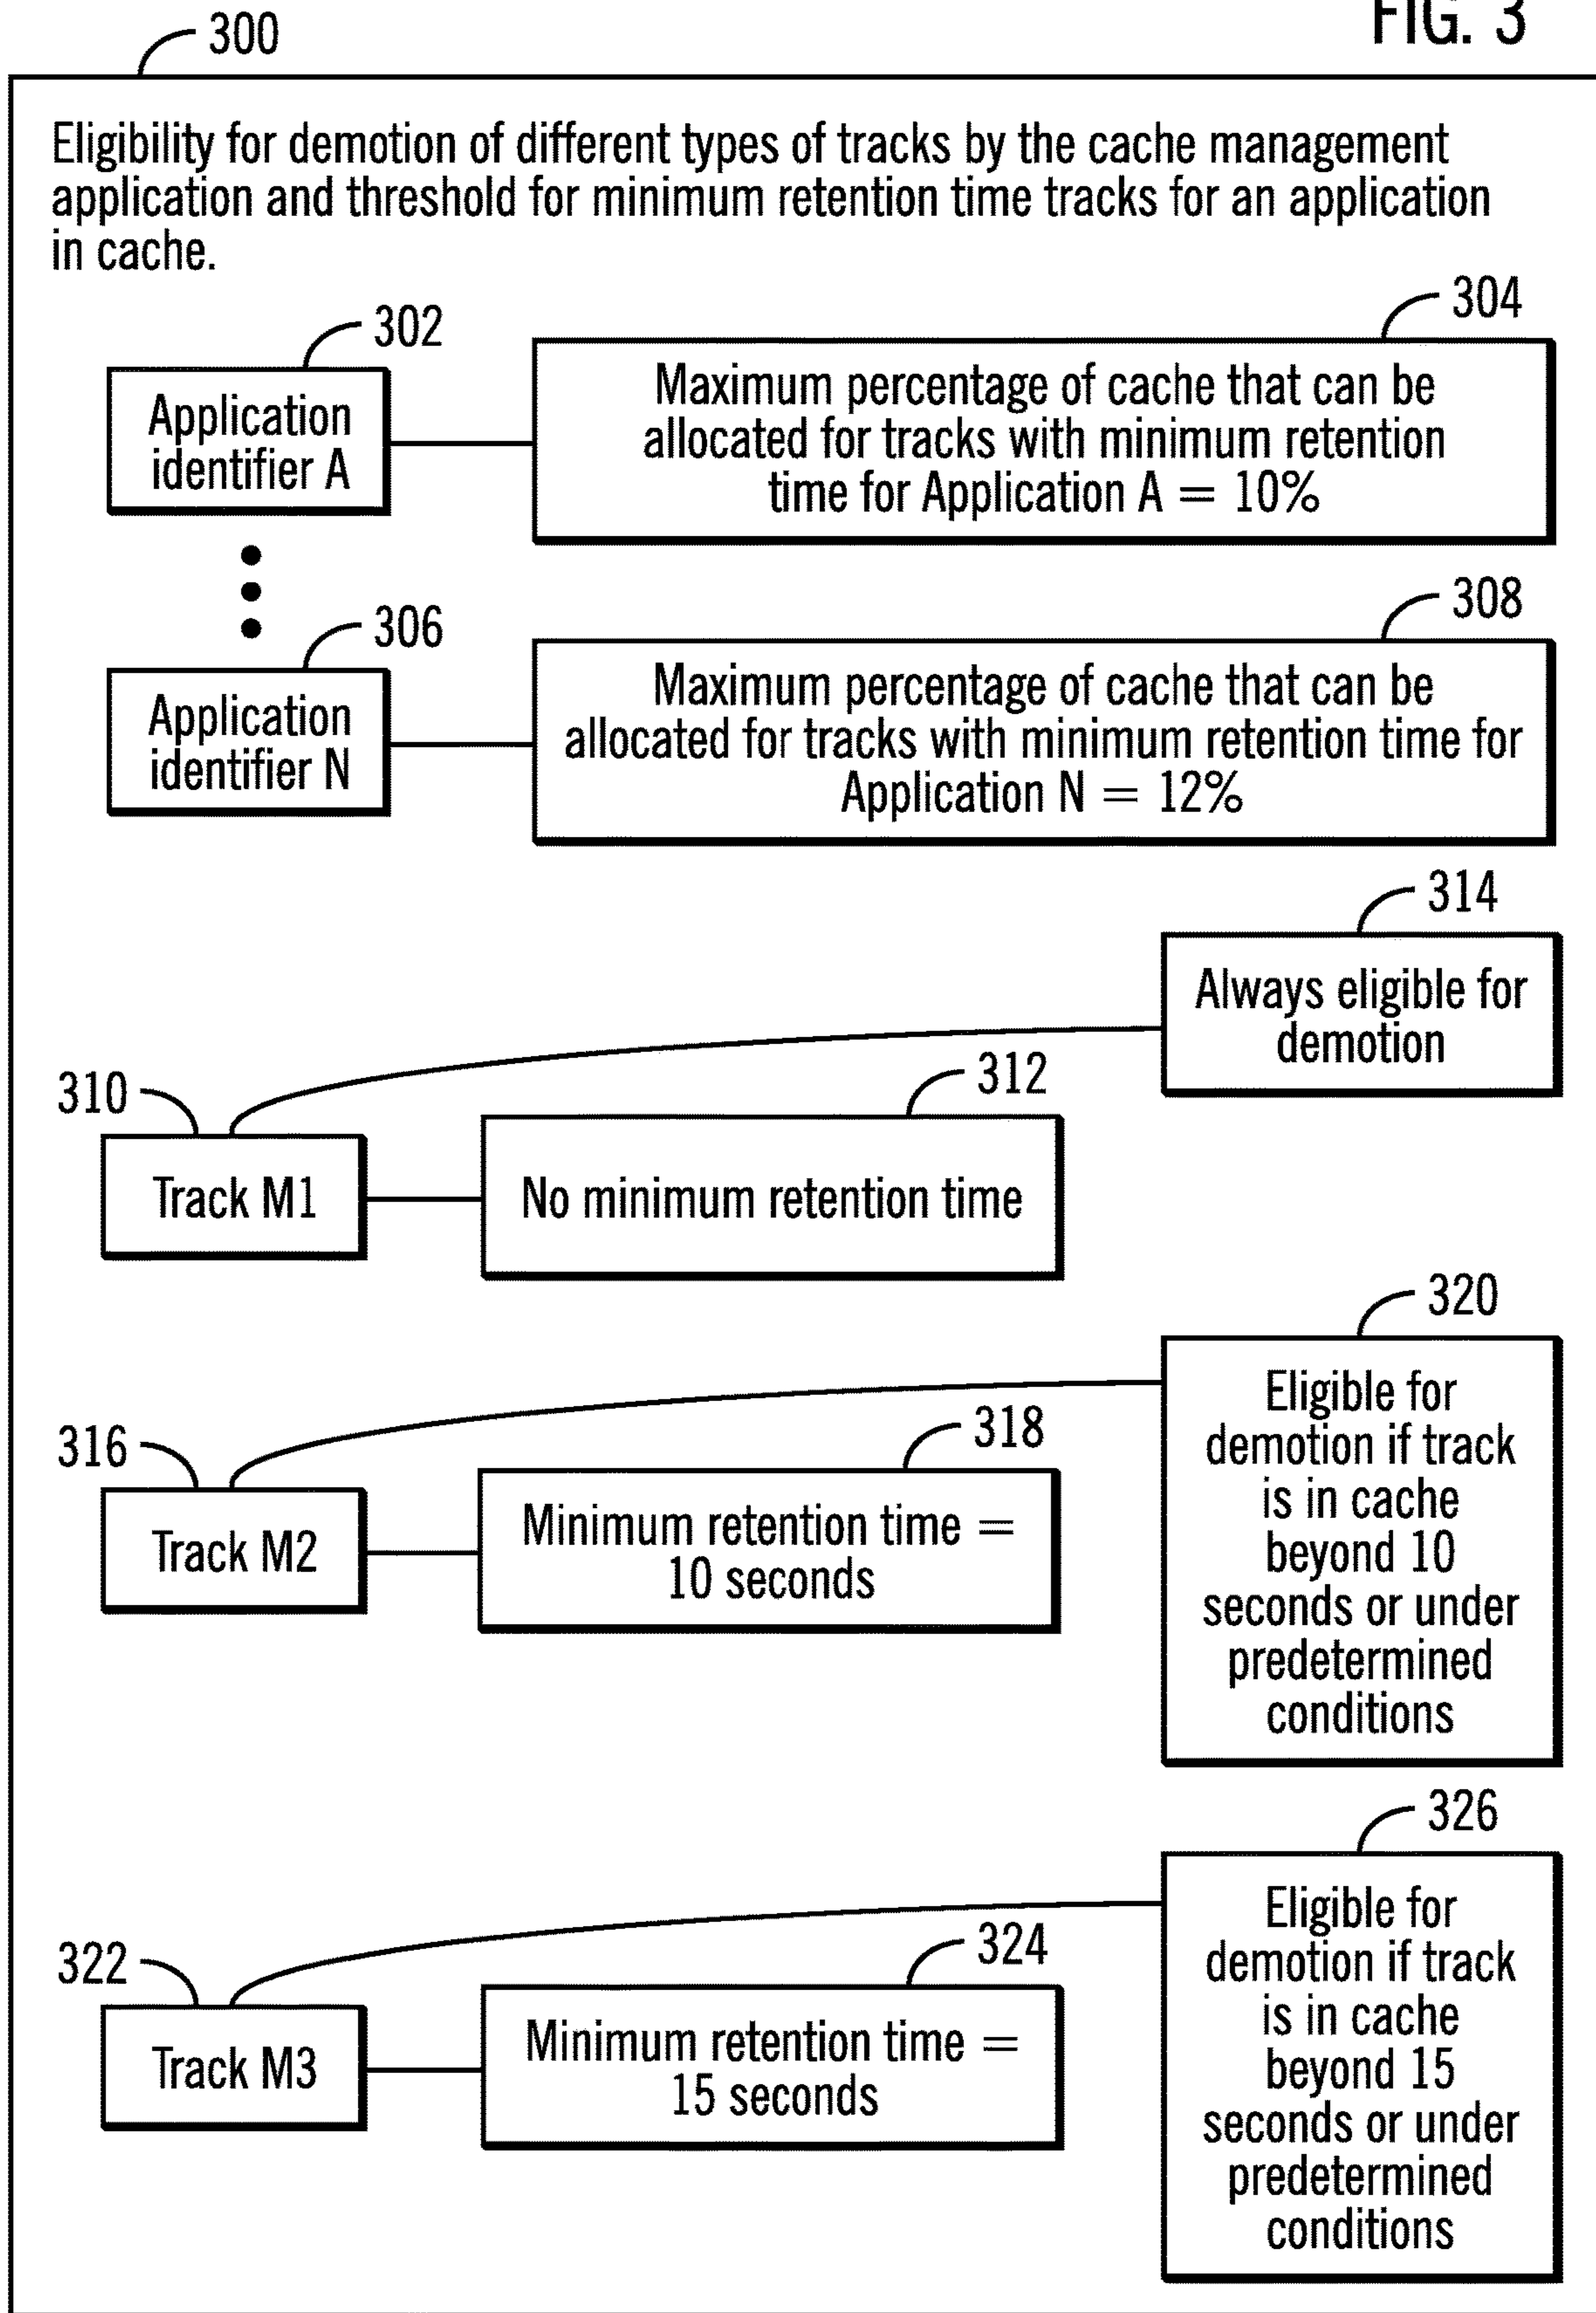 FIG. 3
300
Eligibility for demotion of different types of tracks by the cache management
application and threshold for minimum retention time tracks for an application
in cache.
302
Application
identifier A
304
Maximum percentage of cache that can be
allocated for tracks with minimum retention
time for Application A = 10%
306
Application
identifier N
308
Maximum percentage of cache that can be
allocated for tracks with minimum retention time for
Application N = 12%
314
Always eligible for
demotion
310
Track M1
312
No minimum retention time
320
Eligible for
demotion if track
is in cache
beyond 10
seconds or under
predetermined
conditions
316
Track M2
318
Minimum retention time =
10 seconds
326
Eligible for
demotion if track
is in cache
beyond 15
seconds or under
predetermined
conditions
322
Track M3
324
Minimum retention time =
15 seconds